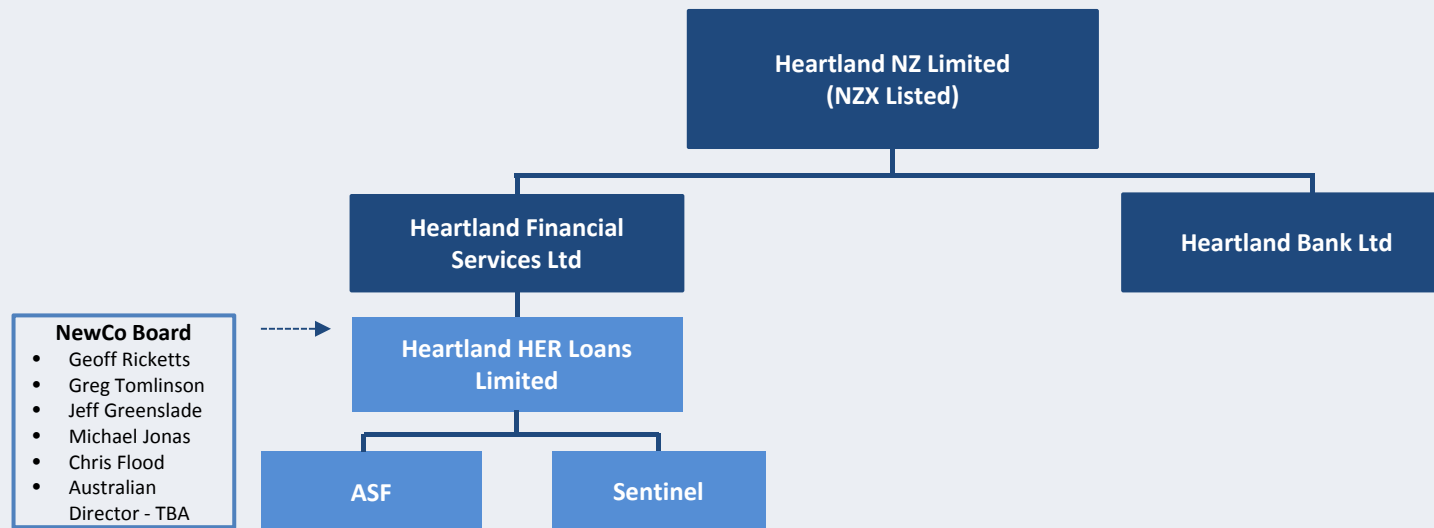 Heartland NZ Limited
(NZX Listed)
Heartland Financial
Services Ltd
Heartland Bank Ltd
NewCo Board
• Geoff Ricketts
• Greg Tomlinson
• Jeff Greenslade
• Michael Jonas
• Chris Flood
• Australian
Director - TBA
Heartland HER Loans
Limited
ASF
Sentinel